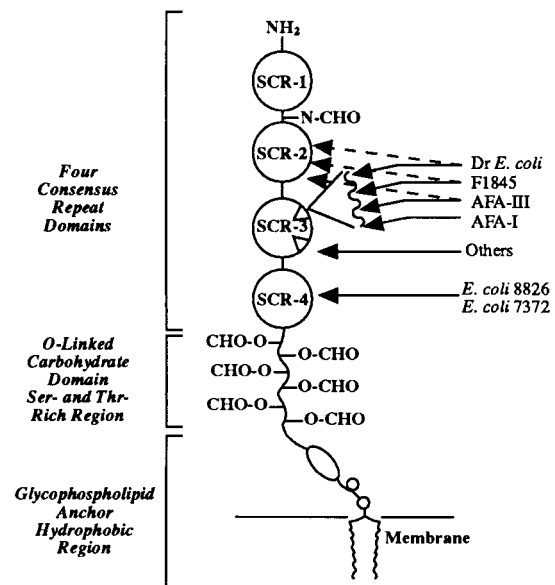 NH₂
SCR-1
N-CHO
SCR-2
Dr E. coli
F1845
AFA-III
AFA-I
Four
Consensus
Repeat
Domains
SCR-3
Others
SCR-4
E. coli 8826
E. coli 7372
O-Linked
Carbohydrate
Domain
Ser- and Thr-
Rich Region
CHO-O
O-CHO
CHO-O
O-CHO
CHO-O
O-CHO
Glycophospholipid
Anchor
Hydrophobic
Region
Membrane